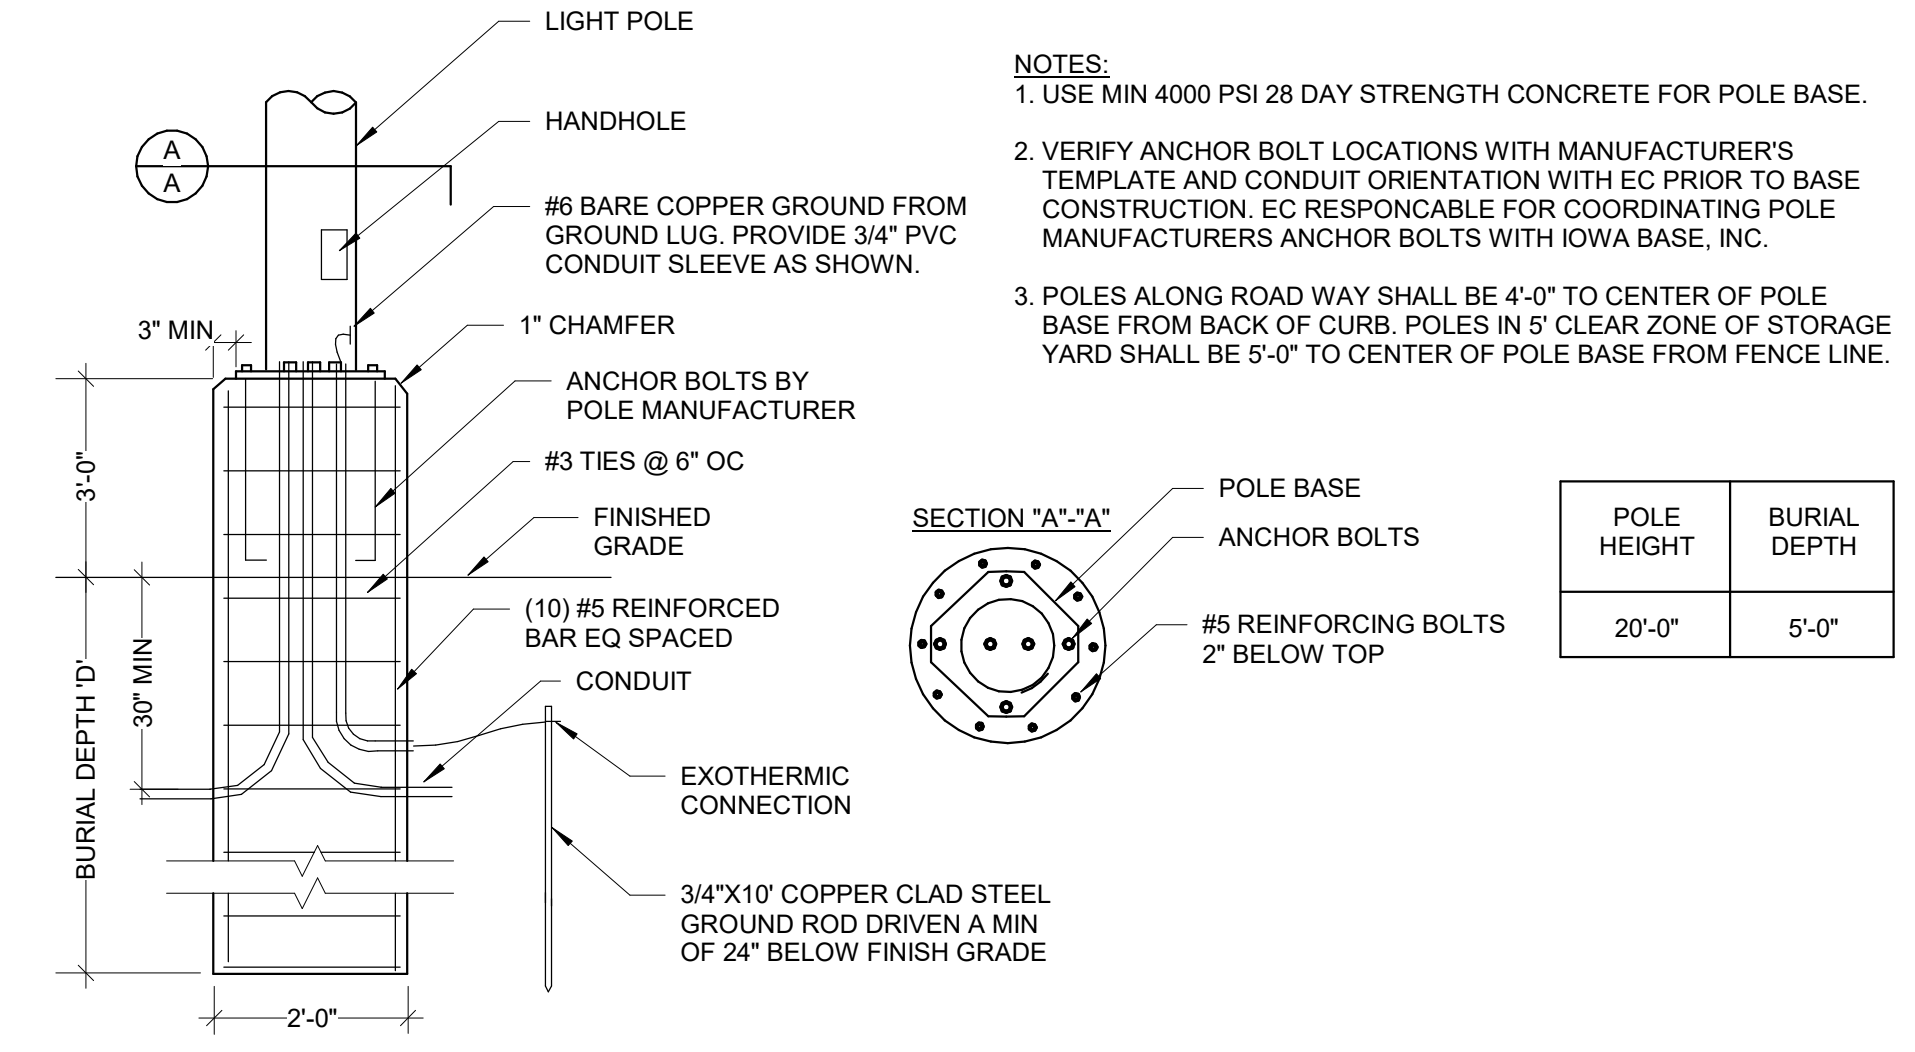 LIGHT POLE
HANDHOLE
A
A
#6 BARE COPPER GROUND FROM
GROUND LUG. PROVIDE 3/4" PVC
CONDUIT SLEEVE AS SHOWN.
3" MIN
1" CHAMFER
ANCHOR BOLTS BY
POLE MANUFACTURER
3'-0"
#3 TIES @ 6" OC
FINISHED
GRADE
(10) #5 REINFORCED
BAR EQ SPACED
30" MIN
BURIAL DEPTH 'D'
CONDUIT
EXOTHERMIC
CONNECTION
3/4"X10' COPPER CLAD STEEL
GROUND ROD DRIVEN A MIN
OF 24" BELOW FINISH GRADE
2'-0"
NOTES:
1. USE MIN 4000 PSI 28 DAY STRENGTH CONCRETE FOR POLE BASE.
2. VERIFY ANCHOR BOLT LOCATIONS WITH MANUFACTURER'S
TEMPLATE AND CONDUIT ORIENTATION WITH EC PRIOR TO BASE
CONSTRUCTION. EC RESPONCABLE FOR COORDINATING POLE
MANUFACTURERS ANCHOR BOLTS WITH IOWA BASE, INC.
3. POLES ALONG ROAD WAY SHALL BE 4'-0" TO CENTER OF POLE
BASE FROM BACK OF CURB. POLES IN 5' CLEAR ZONE OF STORAGE
YARD SHALL BE 5'-0" TO CENTER OF POLE BASE FROM FENCE LINE.
SECTION "A"-"A"
POLE BASE
ANCHOR BOLTS
#5 REINFORCING BOLTS
2" BELOW TOP
POLE
HEIGHT
BURIAL
DEPTH
20'-0"
5'-0"